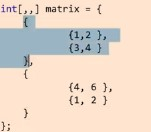 int[,,] matrix = {
{
{1,2 },
{3,4 }
},
{
{4, 6 },
{1, 2 }
}
};